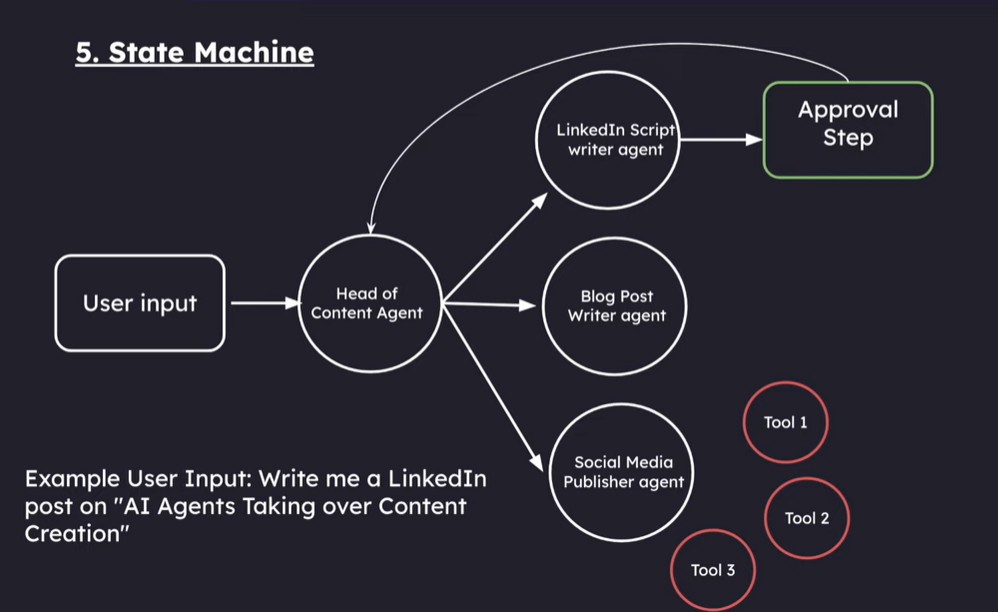 5. State Machine
LinkedIn Script
writer agent
Approval
Step
User input
Head of
Content Agent
Blog Post
Writer agent
Social Media
Publisher agent
Tool 1
Tool 2
Tool 3
Example User Input: Write me a LinkedIn
post on "AI Agents Taking over Content
Creation"